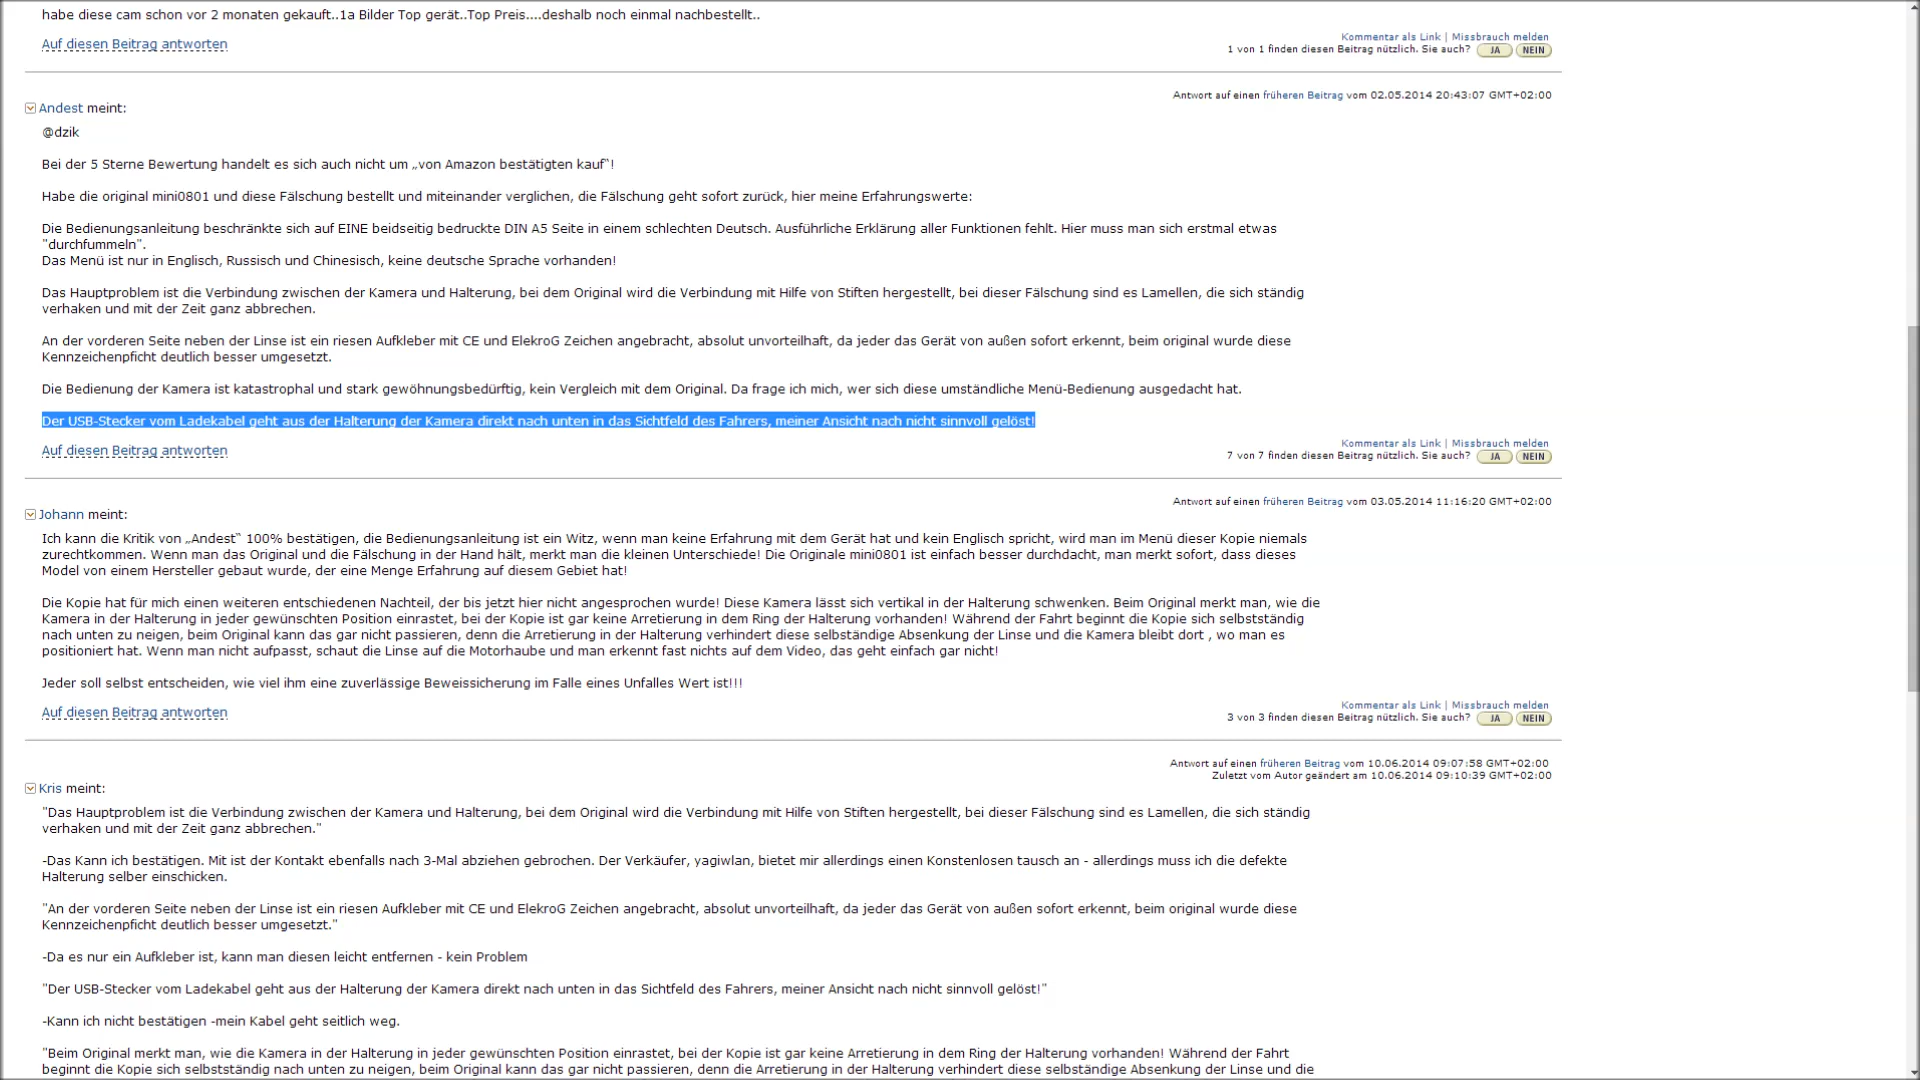 habe diese cam schon vor 2 monaten gekauft..1a Bilder Top gerät..Top Preis....deshalb noch einmal nachbestellt..
Auf diesen Beitrag antworten
Kommentar als Link | Missbrauch melden
1 von 1 finden diesen Beitrag nützlich. Sie auch? JA NEIN
Antwort auf einen früheren Beitrag vom 02.05.2014 20:43:07 GMT+02:00
Andest meint:
@dzik
Bei der 5 Sterne Bewertung handelt es sich auch nicht um „von Amazon bestätigten kauf“!
Habe die original mini0801 und diese Fälschung bestellt und miteinander verglichen, die Fälschung geht sofort zurück, hier meine Erfahrungswerte:
Die Bedienungsanleitung beschränkte sich auf EINE beidseitig bedruckte DIN A5 Seite in einem schlechten Deutsch. Ausführliche Erklärung aller Funktionen fehlt. Hier muss man sich erstmal etwas
"durchfummeln".
Das Menü ist nur in Englisch, Russisch und Chinesisch, keine deutsche Sprache vorhanden!
Das Hauptproblem ist die Verbindung zwischen der Kamera und Halterung, bei dem Original wird die Verbindung mit Hilfe von Stiften hergestellt, bei dieser Fälschung sind es Lamellen, die sich ständig
verhaken und mit der Zeit ganz abbrechen.
An der vorderen Seite neben der Linse ist ein riesen Aufkleber mit CE und ElekroG Zeichen angebracht, absolut unvorteilhaft, da jeder das Gerät von außen sofort erkennt, beim original wurde diese
Kennzeichenpficht deutlich besser umgesetzt.
Die Bedienung der Kamera ist katastrophal und stark gewöhnungsbedürftig, kein Vergleich mit dem Original. Da frage ich mich, wer sich diese umständliche Menü-Bedienung ausgedacht hat.
Der USB-Stecker vom Ladekabel geht aus der Halterung der Kamera direkt nach unten in das Sichtfeld des Fahrers, meiner Ansicht nach nicht sinnvoll gelöst!
Auf diesen Beitrag antworten
Kommentar als Link | Missbrauch melden
7 von 7 finden diesen Beitrag nützlich. Sie auch? JA NEIN
Antwort auf einen früheren Beitrag vom 03.05.2014 11:16:20 GMT+02:00
Johann meint:
Ich kann die Kritik von „Andest“ 100% bestätigen, die Bedienungsanleitung ist ein Witz, wenn man keine Erfahrung mit dem Gerät hat und kein Englisch spricht, wird man im Menü dieser Kopie niemals
zurechtkommen. Wenn man das Original und die Fälschung in der Hand hält, merkt man die kleinen Unterschiede! Die Originale mini0801 ist einfach besser durchdacht, man merkt sofort, dass dieses
Model von einem Hersteller gebaut wurde, der eine Menge Erfahrung auf diesem Gebiet hat!
Die Kopie hat für mich einen weiteren entschiedenen Nachteil, der bis jetzt hier nicht angesprochen wurde! Diese Kamera lässt sich vertikal in der Halterung schwenken. Beim Original merkt man, wie die
Kamera in der Halterung in jeder gewünschten Position einrastet, bei der Kopie ist gar keine Arretierung in dem Ring der Halterung vorhanden! Während der Fahrt beginnt die Kopie sich selbstständig
nach unten zu neigen, beim Original kann das gar nicht passieren, denn die Arretierung in der Halterung verhindert diese selbständige Absenkung der Linse und die Kamera bleibt dort , wo man es
positioniert hat. Wenn man nicht aufpasst, schaut die Linse auf die Motorhaube und man erkennt fast nichts auf dem Video, das geht einfach gar nicht!
Jeder soll selbst entscheiden, wie viel ihm eine zuverlässige Beweissicherung im Falle eines Unfalles Wert ist!!!
Auf diesen Beitrag antworten
Kommentar als Link | Missbrauch melden
3 von 3 finden diesen Beitrag nützlich. Sie auch? JA NEIN
Antwort auf einen früheren Beitrag vom 10.06.2014 09:07:58 GMT+02:00
Zuletzt vom Autor geändert am 10.06.2014 09:10:39 GMT+02:00
Kris meint:
"Das Hauptproblem ist die Verbindung zwischen der Kamera und Halterung, bei dem Original wird die Verbindung mit Hilfe von Stiften hergestellt, bei dieser Fälschung sind es Lamellen, die sich ständig
verhaken und mit der Zeit ganz abbrechen."
-Das Kann ich bestätigen. Mit ist der Kontakt ebenfalls nach 3-Mal abziehen gebrochen. Der Verkäufer, yagiwlan, bietet mir allerdings einen Konstenlosen tausch an - allerdings muss ich die defekte
Halterung selber einschicken.
"An der vorderen Seite neben der Linse ist ein riesen Aufkleber mit CE und ElekroG Zeichen angebracht, absolut unvorteilhaft, da jeder das Gerät von außen sofort erkennt, beim original wurde diese
Kennzeichenpficht deutlich besser umgesetzt."
-Da es nur ein Aufkleber ist, kann man diesen leicht entfernen - kein Problem
"Der USB-Stecker vom Ladekabel geht aus der Halterung der Kamera direkt nach unten in das Sichtfeld des Fahrers, meiner Ansicht nach nicht sinnvoll gelöst!"
-Kann ich nicht bestätigen -mein Kabel geht seitlich weg.
"Beim Original merkt man, wie die Kamera in der Halterung in jeder gewünschten Position einrastet, bei der Kopie ist gar keine Arretierung in dem Ring der Halterung vorhanden! Während der Fahrt
beginnt die Kopie sich selbstständig nach unten zu neigen, beim Original kann das gar nicht passieren, denn die Arretierung in der Halterung verhindert diese selbständige Absenkung der Linse und die